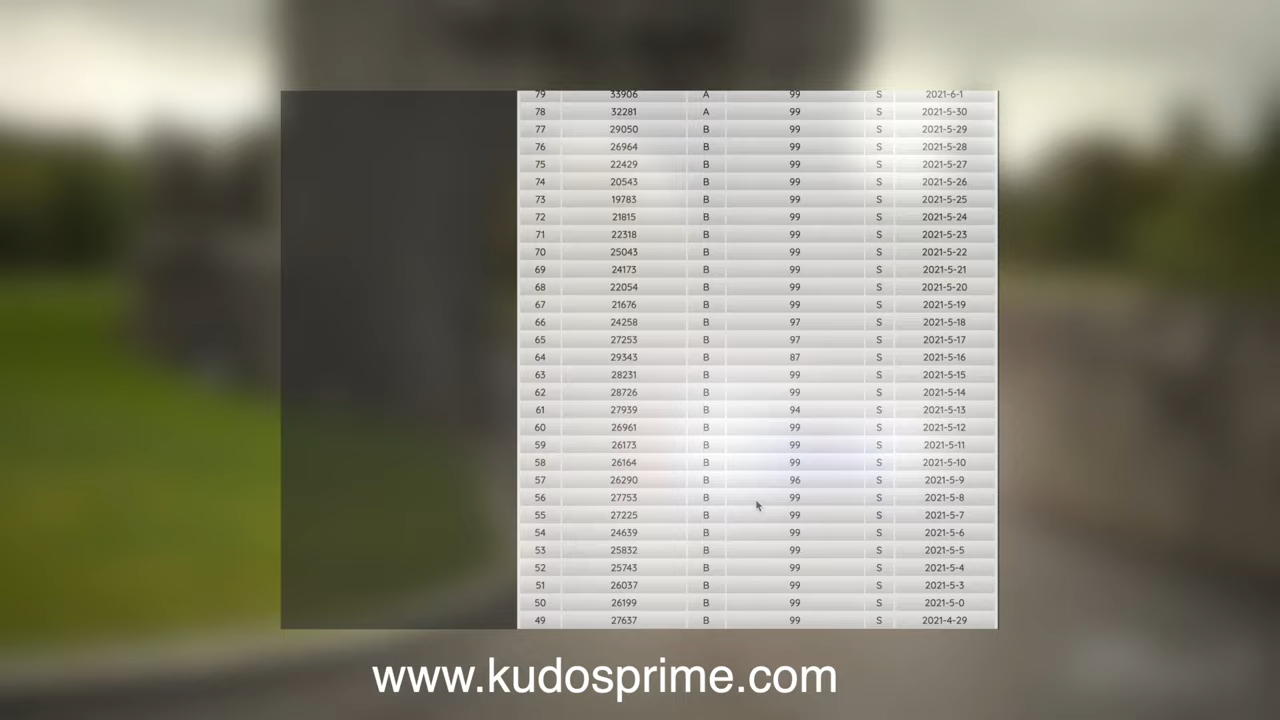 79 33906 A 99 S 2021-6-1
78 32281 A 99 S 2021-5-30
77 29050 B 99 S 2021-5-29
76 26964 B 99 S 2021-5-28
75 22429 B 99 S 2021-5-27
74 20543 B 99 S 2021-5-26
73 19783 B 99 S 2021-5-25
72 21815 B 99 S 2021-5-24
71 22318 B 99 S 2021-5-23
70 25043 B 99 S 2021-5-22
69 24173 B 99 S 2021-5-21
68 22054 B 99 S 2021-5-20
67 21676 B 99 S 2021-5-19
66 24258 B 97 S 2021-5-18
65 27253 B 97 S 2021-5-17
64 29343 B 87 S 2021-5-16
63 28231 B 99 S 2021-5-15
62 28726 B 99 S 2021-5-14
61 27939 B 94 S 2021-5-13
60 26961 B 99 S 2021-5-12
59 26173 B 99 S 2021-5-11
58 26164 B 99 S 2021-5-10
57 26290 B 96 S 2021-5-9
56 27753 B 99 S 2021-5-8
55 27225 B 99 S 2021-5-7
54 24639 B 99 S 2021-5-6
53 25832 B 99 S 2021-5-5
52 25743 B 99 S 2021-5-4
51 26037 B 99 S 2021-5-3
50 26199 B 99 S 2021-5-0
49 27637 B 99 S 2021-4-29
www.kudosprime.com